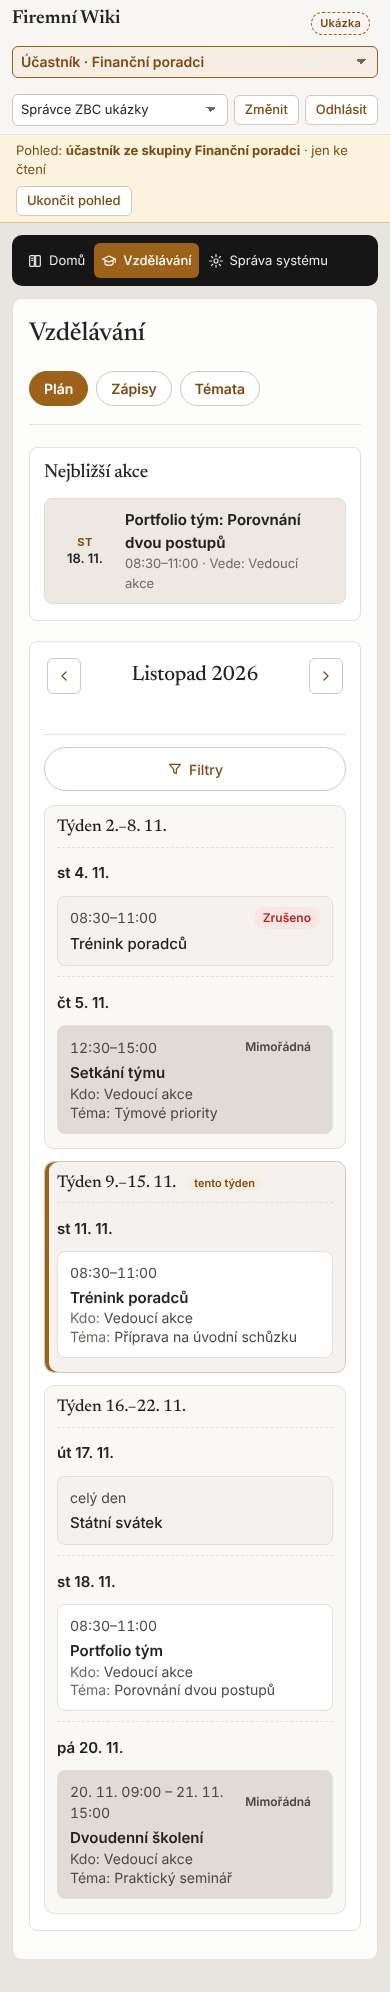 Firemní Wiki
Ukázka
Účastník · Finanční poradci
Správce ZBC ukázky
Změnit
Odhlásit
Pohled: účastník ze skupiny Finanční poradci · jen ke
čtení
Ukončit pohled
Domů
Vzdělávání
Správa systému
Vzdělávání
Plán
Zápisy
Témata
Nejbližší akce
ST
18. 11.
Portfolio tým: Porovnání
dvou postupů
08:30–11:00 · Vede: Vedoucí
akce
Listopad 2026
Filtry
Týden 2.–8. 11.
st 4. 11.
08:30–11:00
Zrušeno
Trénink poradců
čt 5. 11.
12:30–15:00
Mimořádná
Setkání týmu
Kdo: Vedoucí akce
Téma: Týmové priority
Týden 9.–15. 11.
tento týden
st 11. 11.
08:30–11:00
Trénink poradců
Kdo: Vedoucí akce
Téma: Příprava na úvodní schůzku
Týden 16.–22. 11.
út 17. 11.
celý den
Státní svátek
st 18. 11.
08:30–11:00
Portfolio tým
Kdo: Vedoucí akce
Téma: Porovnání dvou postupů
pá 20. 11.
20. 11. 09:00 – 21. 11.
15:00
Mimořádná
Dvoudenní školení
Kdo: Vedoucí akce
Téma: Praktický seminář